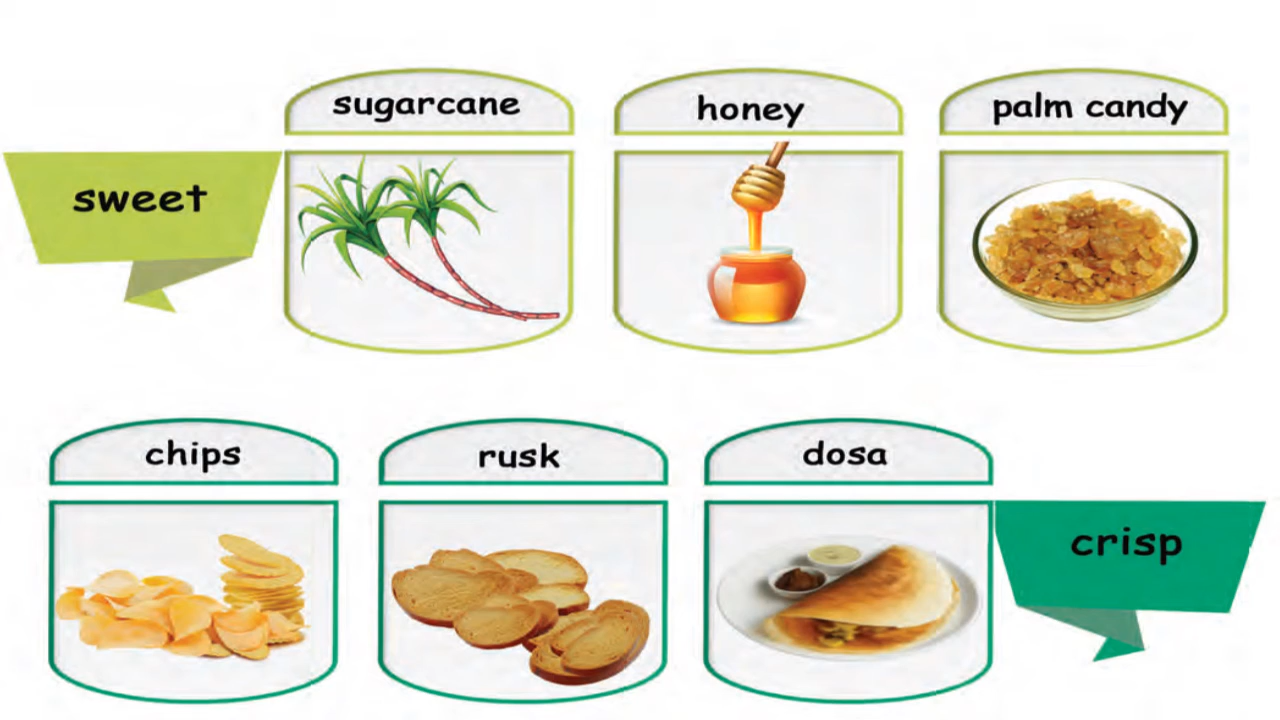 sugarcane
honey
palm candy
sweet
chips
rusk
dosa
crisp